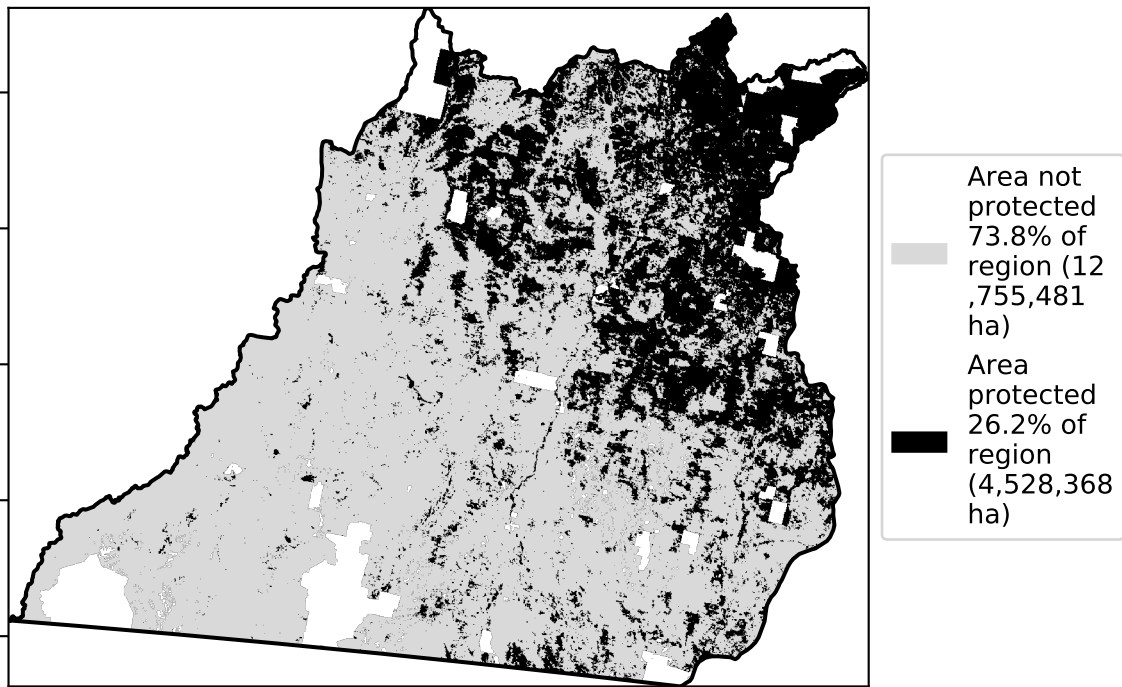 Area not
protected
73.8% of
region (12
,755,481
ha)
Area
protected
26.2% of
region
(4,528,368
ha)